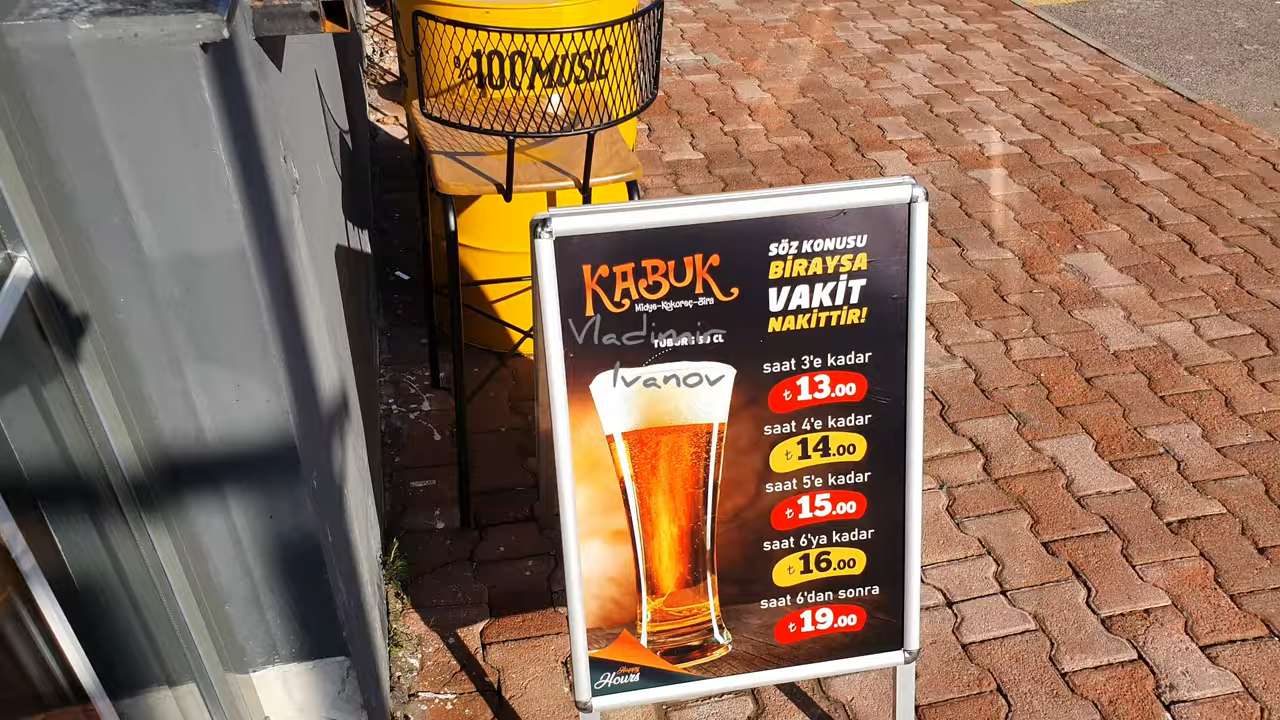 %100 MUSIC
KABUK
Midye-Kokoreç-Bira
Vladimir
Ivanov
TUBORG 50 CL
SÖZ KONUSU
BİRAYSA
VAKİT
NAKİTTİR!
saat 3'e kadar
₺13.00
saat 4'e kadar
₺14.00
saat 5'e kadar
₺15.00
saat 6'ya kadar
₺16.00
saat 6'dan sonra
₺19.00
Happy
Hours